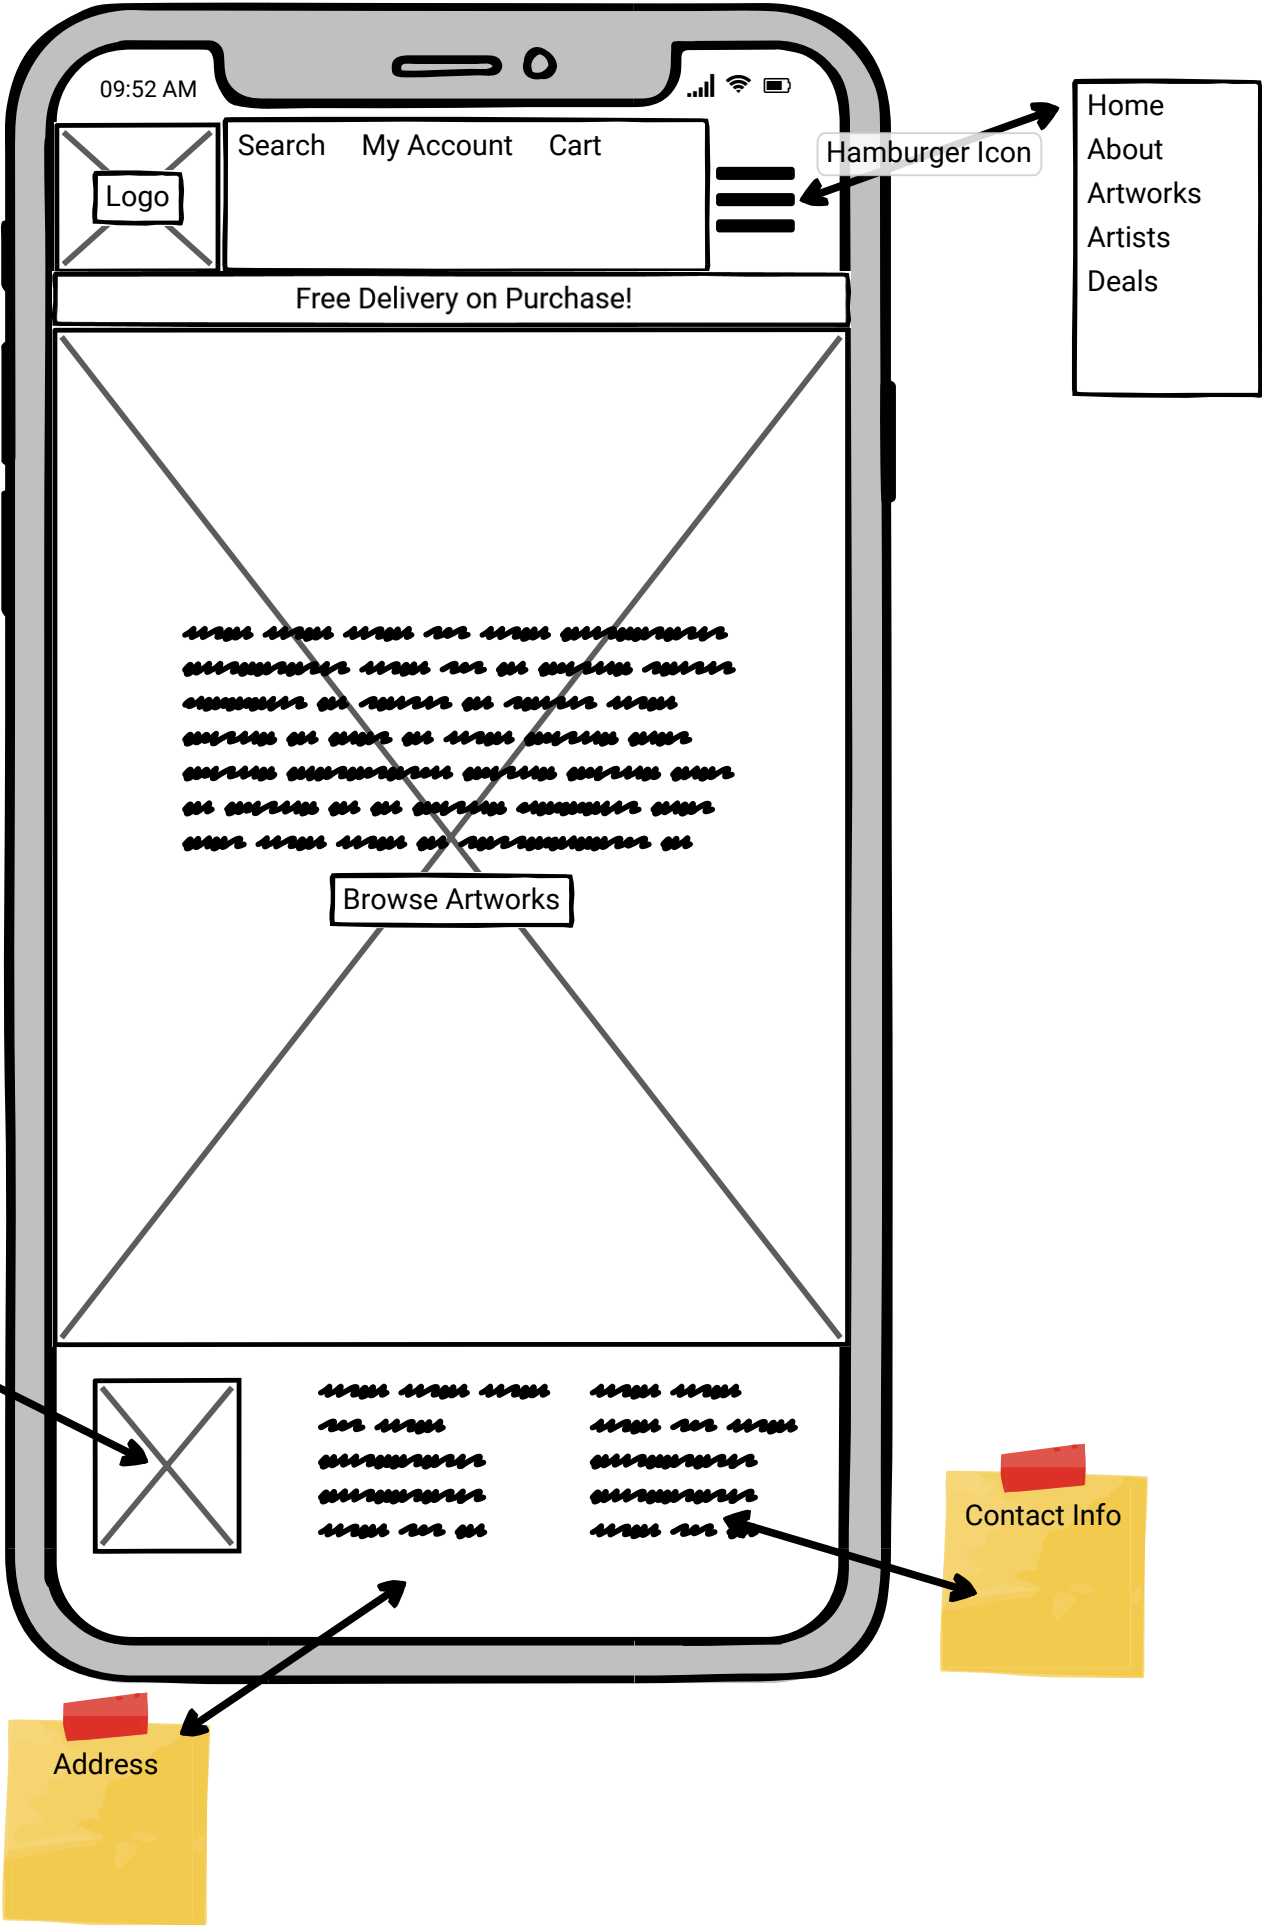 09:52 AM
Logo
Search My Account Cart
Hamburger Icon
Home
About
Artworks
Artists
Deals
Free Delivery on Purchase!
Browse Artworks
Contact Info
Address